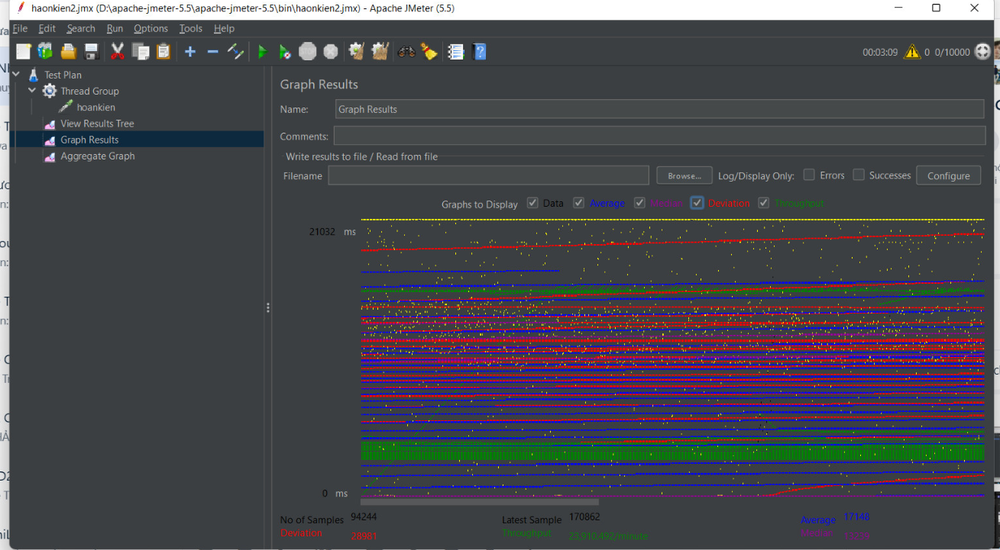 haonkien2.jmx (D:\apache-jmeter-5.5\apache-jmeter-5.5\bin\haonkien2.jmx) - Apache JMeter (5.5)
File Edit Search Run Options Tools Help
00:03:09 0 0/10000
Test Plan
Thread Group
hoankien
View Results Tree
Graph Results
Aggregate Graph
Graph Results
Name: Graph Results
Comments:
Write results to file / Read from file
Filename Browse... Log/Display Only: Errors Successes Configure
Graphs to Display Data Average Median Deviation Throughput
21032 ms
0 ms
No of Samples 94244 Latest Sample 170862 Average 17148
Deviation 28981 Throughput 23,910.492/minute Median